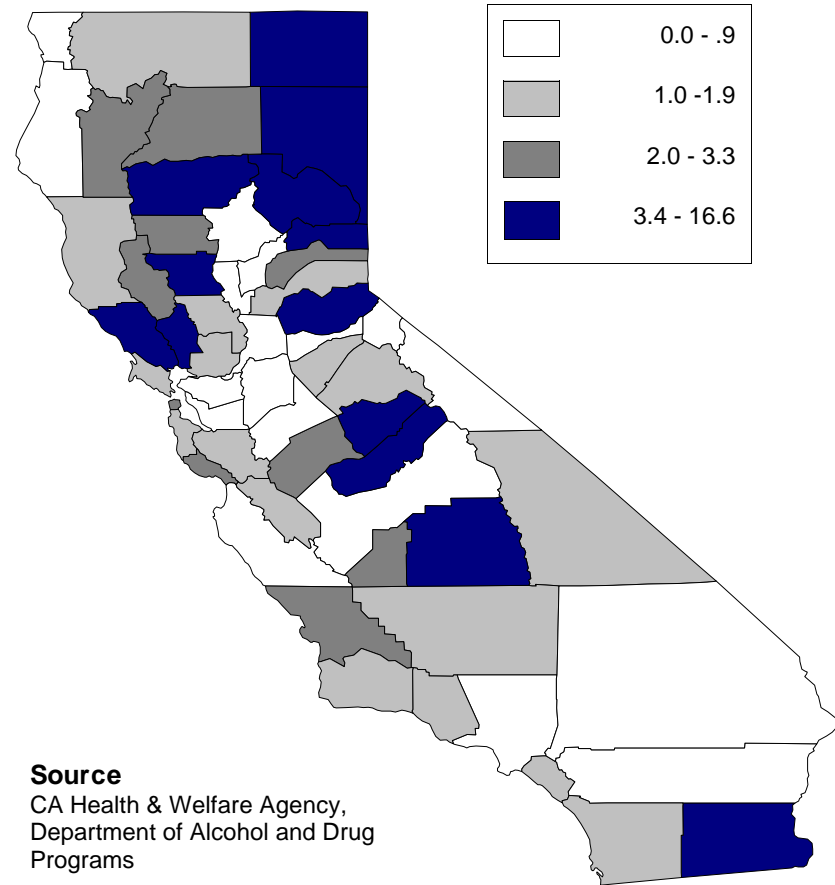 0.0 - .9
1.0 -1.9
2.0 - 3.3
3.4 - 16.6
Source
CA Health & Welfare Agency,
Department of Alcohol and Drug
Programs